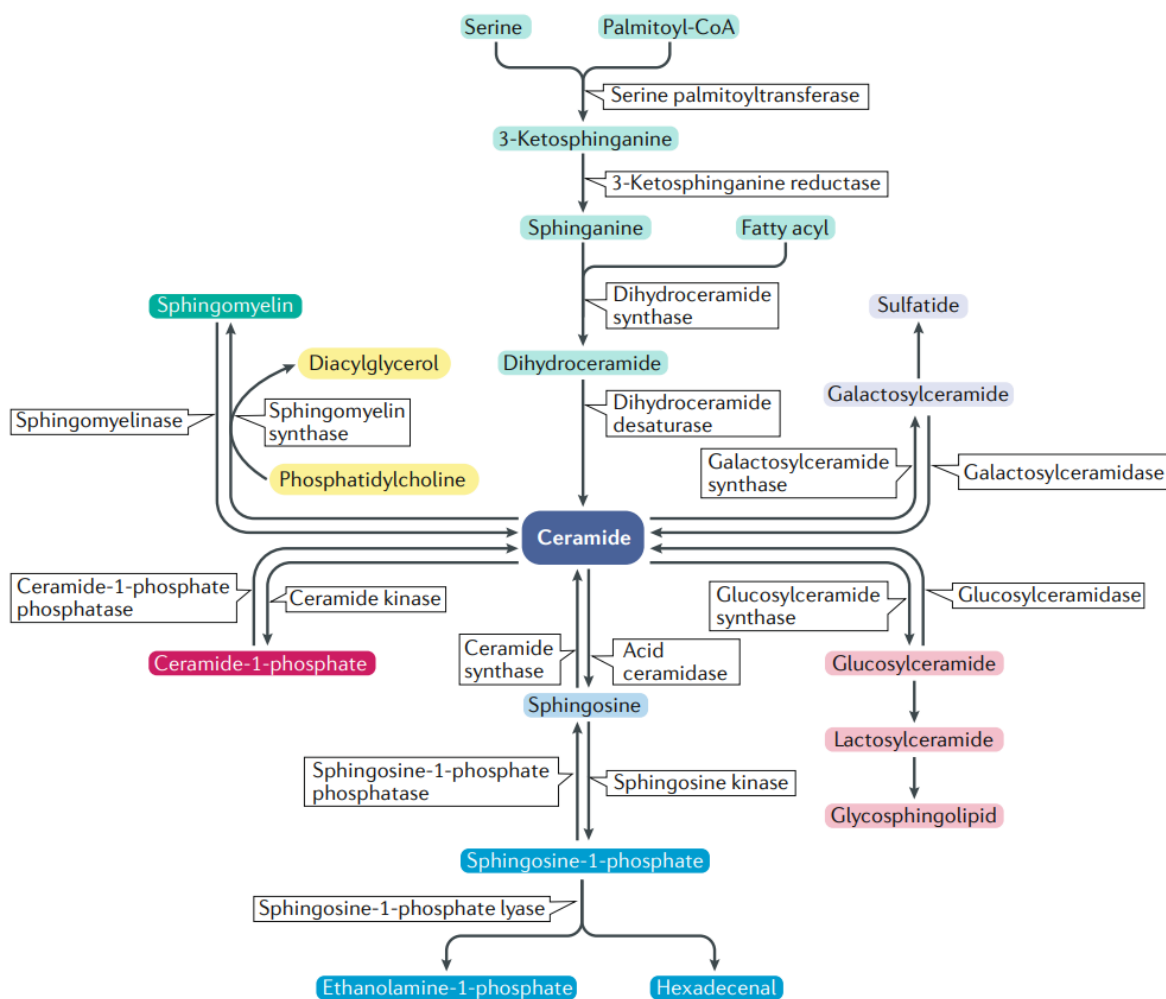 Serine
Palmitoyl-CoA
Serine palmitoyltransferase
3-Ketosphinganine
3-Ketosphinganine reductase
Sphinganine
Fatty acyl
Dihydroceramide
synthase
Sphingomyelin
Sulfatide
Diacylglycerol
Dihydroceramide
Galactosylceramide
Sphingomyelinase
Sphingomyelin
synthase
Dihydroceramide
desaturase
Galactosylceramide
synthase
Galactosylceramidase
Phosphatidylcholine
Ceramide
Ceramide-1-phosphate
phosphatase
Ceramide kinase
Glucosylceramide
synthase
Glucosylceramidase
Ceramide-1-phosphate
Ceramide
synthase
Acid
ceramidase
Glucosylceramide
Sphingosine
Lactosylceramide
Sphingosine-1-phosphate
phosphatase
Sphingosine kinase
Glycosphingolipid
Sphingosine-1-phosphate
Sphingosine-1-phosphate lyase
Ethanolamine-1-phosphate
Hexadecenal